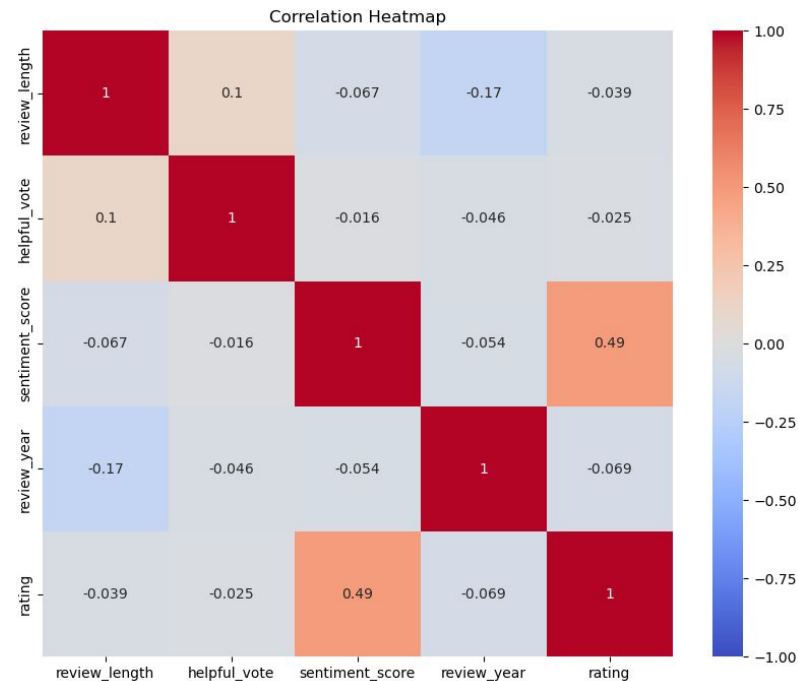 Correlation Heatmap
review_length 1 0.1 -0.067 -0.17 -0.039
helpful_vote 0.1 1 -0.016 -0.046 -0.025
sentiment_score -0.067 -0.016 1 -0.054 0.49
review_year -0.17 -0.046 -0.054 1 -0.069
rating -0.039 -0.025 0.49 -0.069 1
review_length helpful_vote sentiment_score review_year rating
1.00
0.75
0.50
0.25
0.00
−0.25
−0.50
−0.75
−1.00